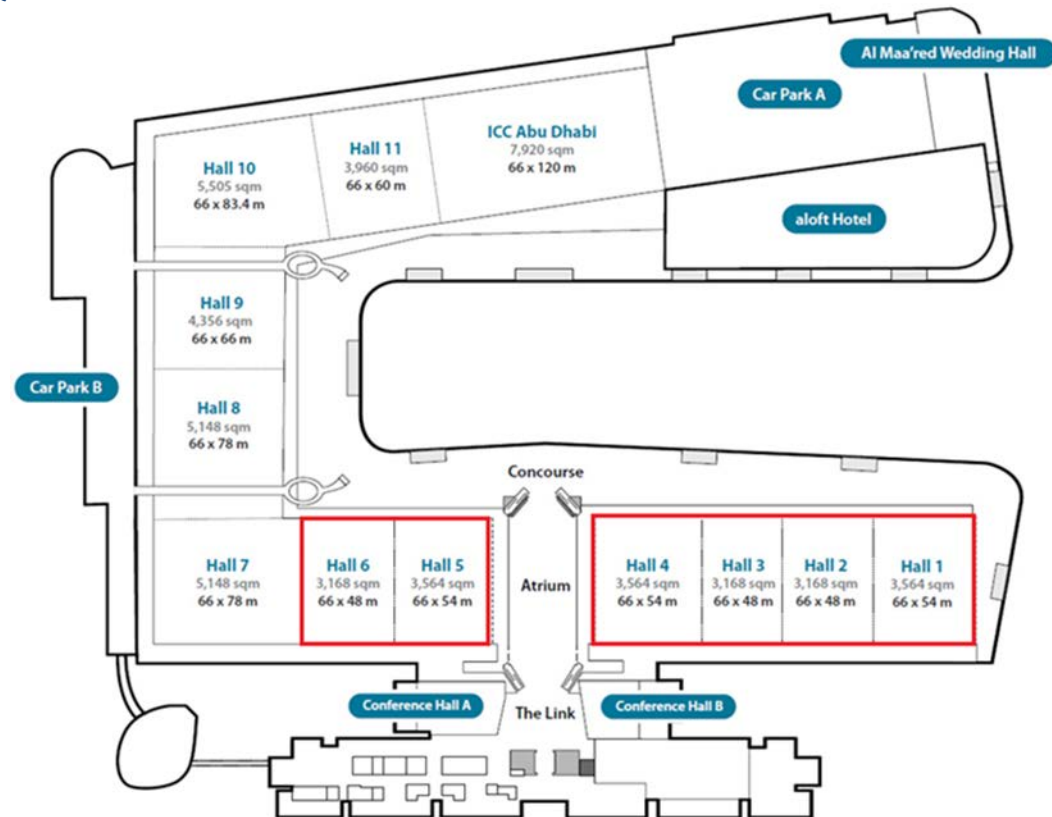 Al Maa'red Wedding Hall
Car Park A
ICC Abu Dhabi
7,920 sqm
66 x 120 m
Hall 11
3,960 sqm
66 x 60 m
Hall 10
5,505 sqm
66 x 83.4 m
aloft Hotel
Hall 9
4,356 sqm
66 x 66 m
Car Park B
Hall 8
5,148 sqm
66 x 78 m
Concourse
Hall 7
5,148 sqm
66 x 78 m
Hall 6
3,168 sqm
66 x 48 m
Hall 5
3,564 sqm
66 x 54 m
Atrium
Hall 4
3,564 sqm
66 x 54 m
Hall 3
3,168 sqm
66 x 48 m
Hall 2
3,168 sqm
66 x 48 m
Hall 1
3,564 sqm
66 x 54 m
Conference Hall A
The Link
Conference Hall B